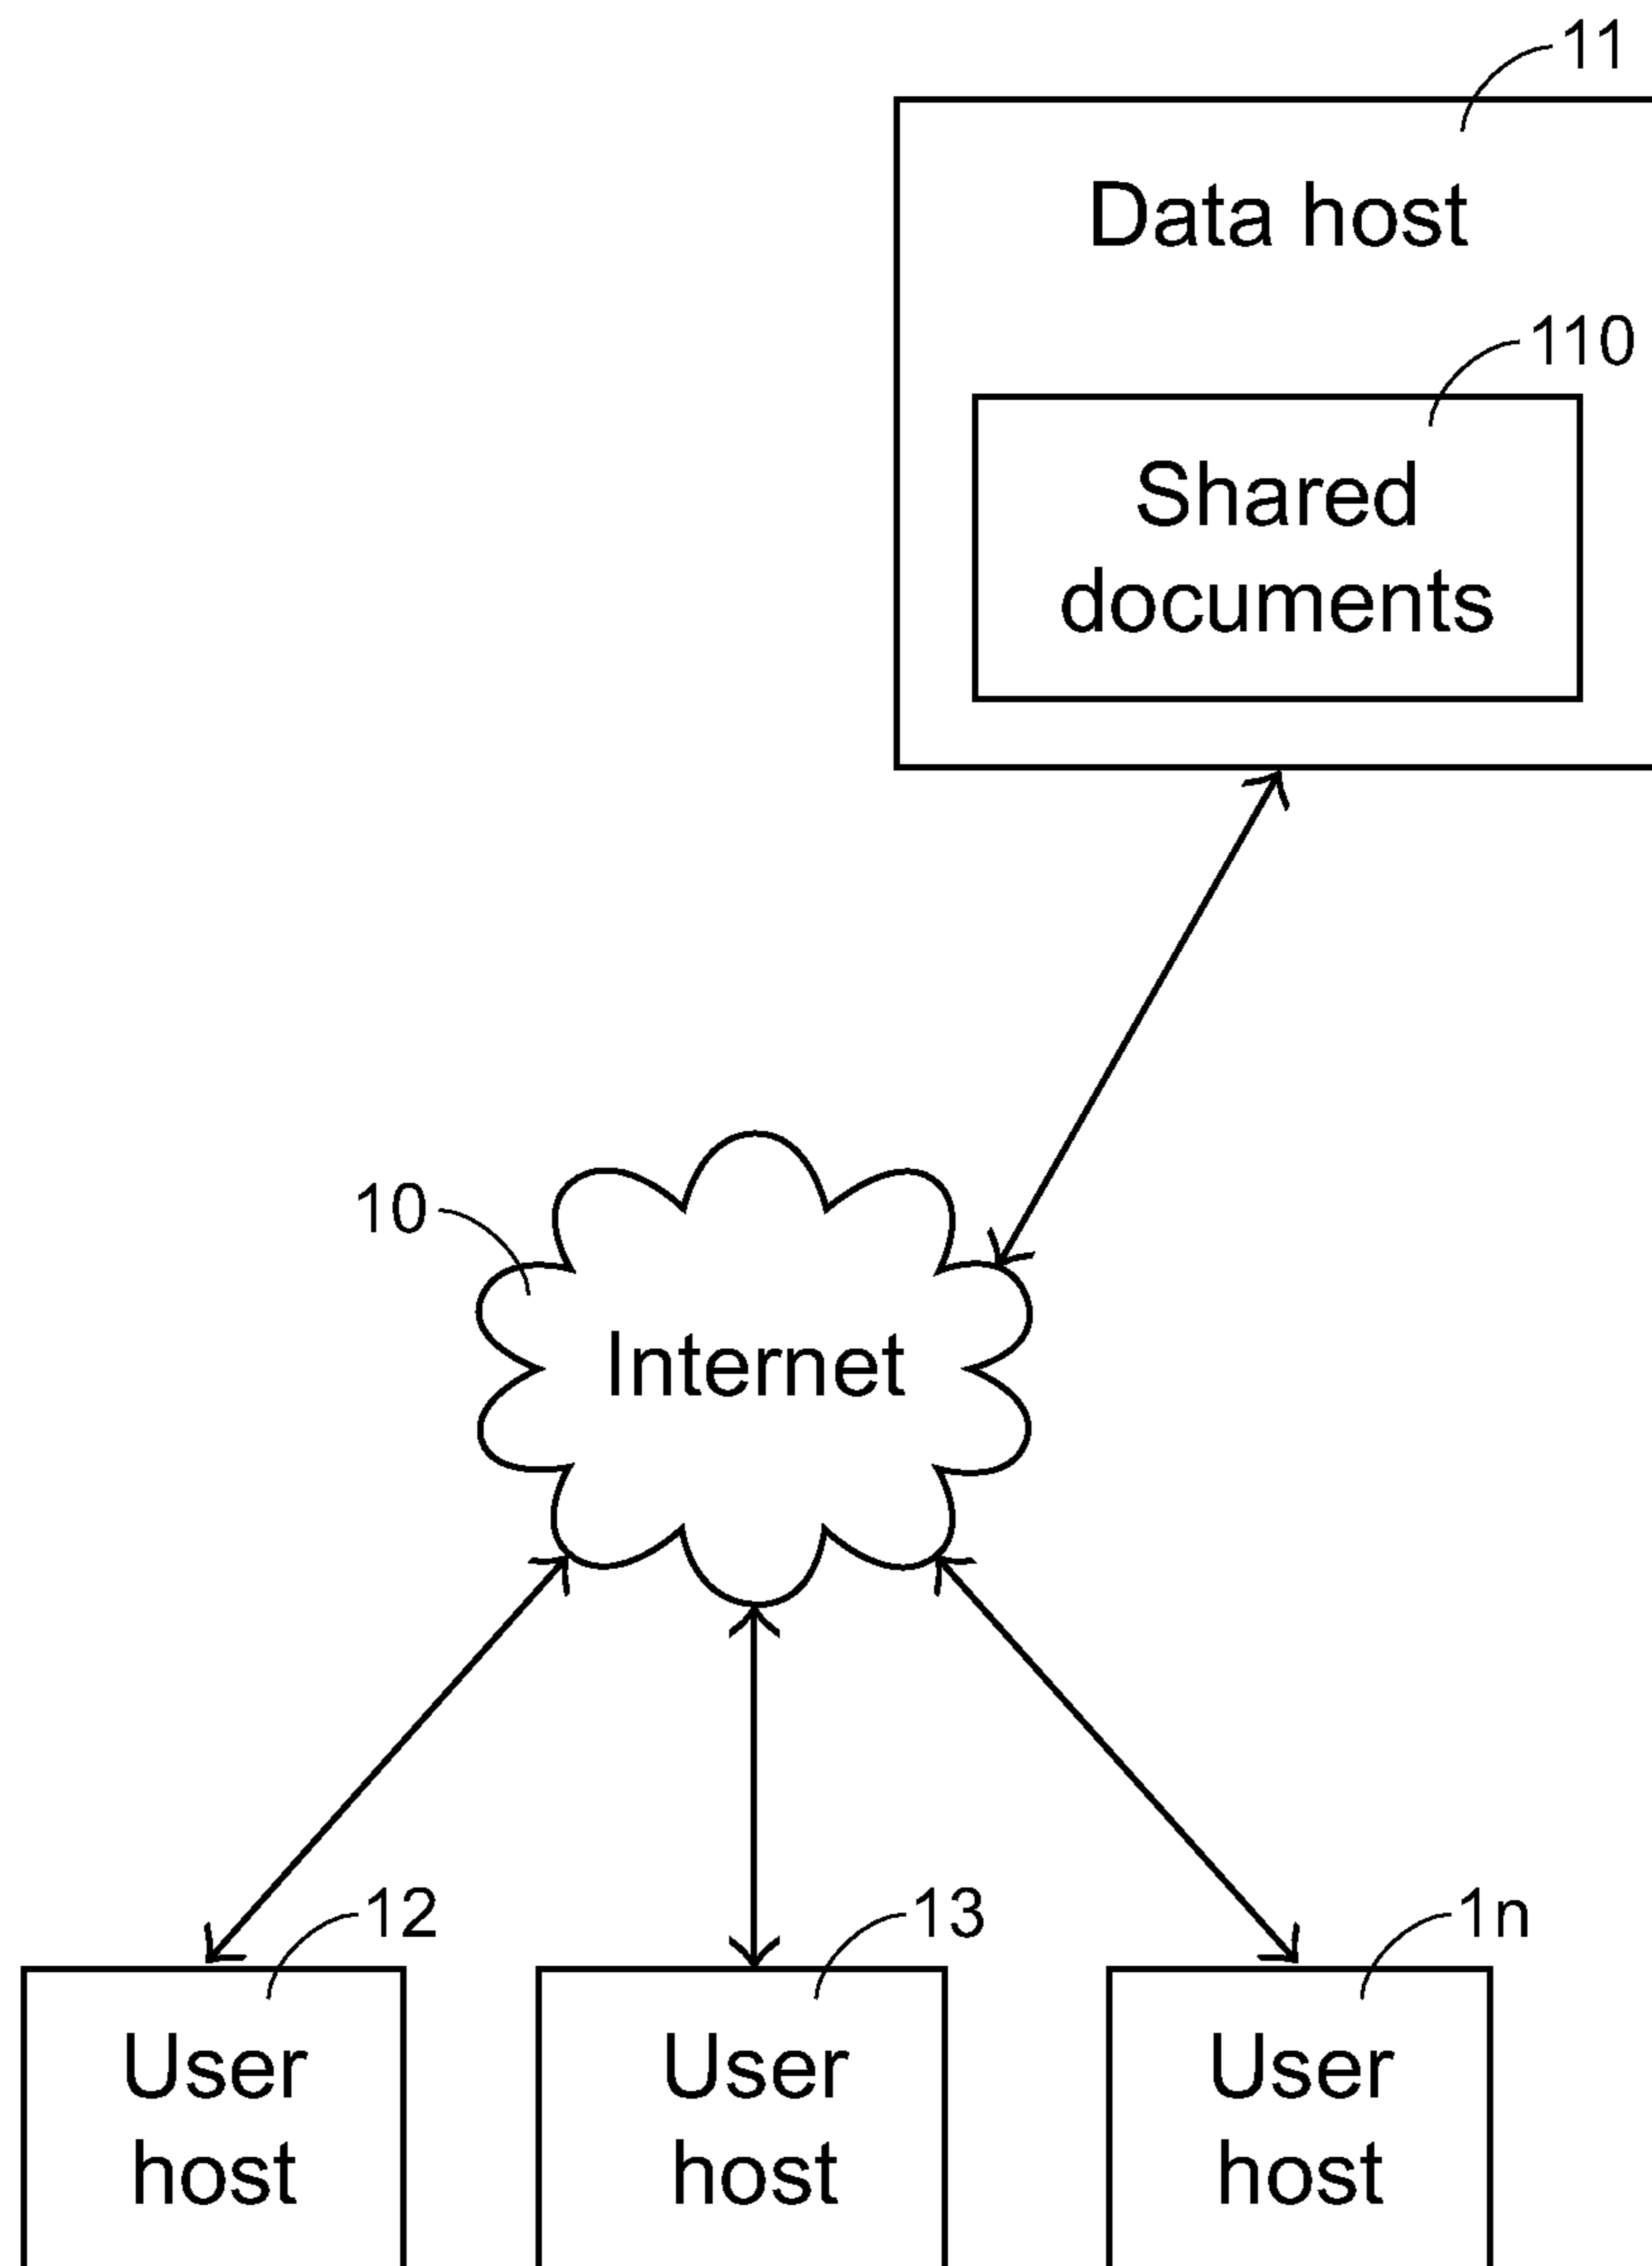 11
Data host
110
Shared
documents
10
Internet
12
13
1n
User
host
User
host
User
host